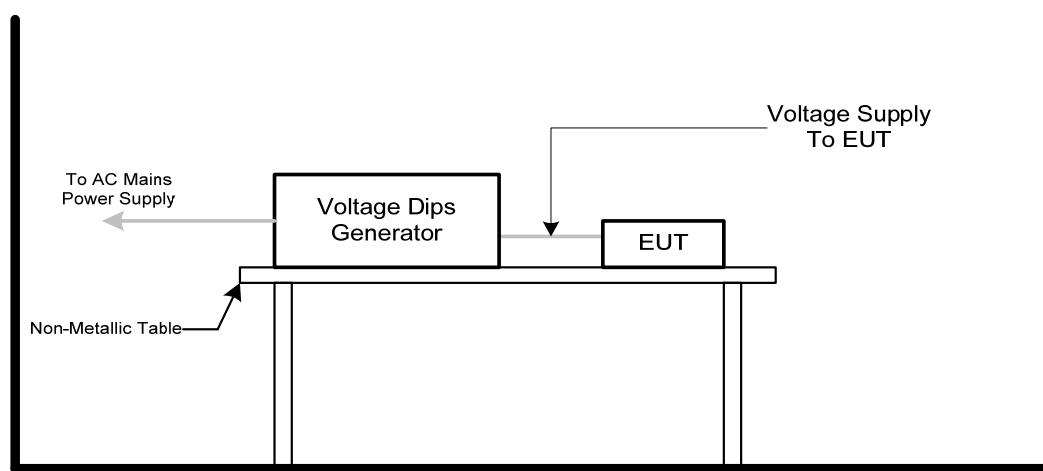 Voltage Supply
To EUT
To AC Mains
Power Supply
Voltage Dips
Generator
EUT
Non-Metallic Table